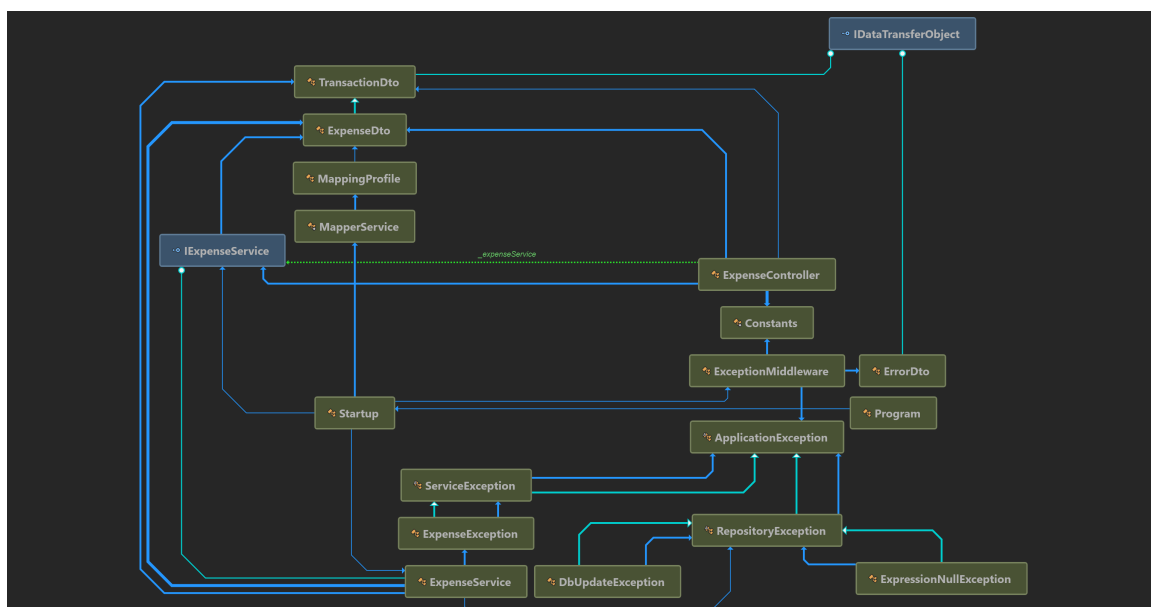 IDataTransferObject
TransactionDto
ExpenseDto
MappingProfile
MapperService
IExpenseService
_expenseService
ExpenseController
Constants
ExceptionMiddleware
ErrorDto
Startup
Program
ApplicationException
ServiceException
ExpenseException
RepositoryException
ExpenseService
DbUpdateException
ExpressionNullException